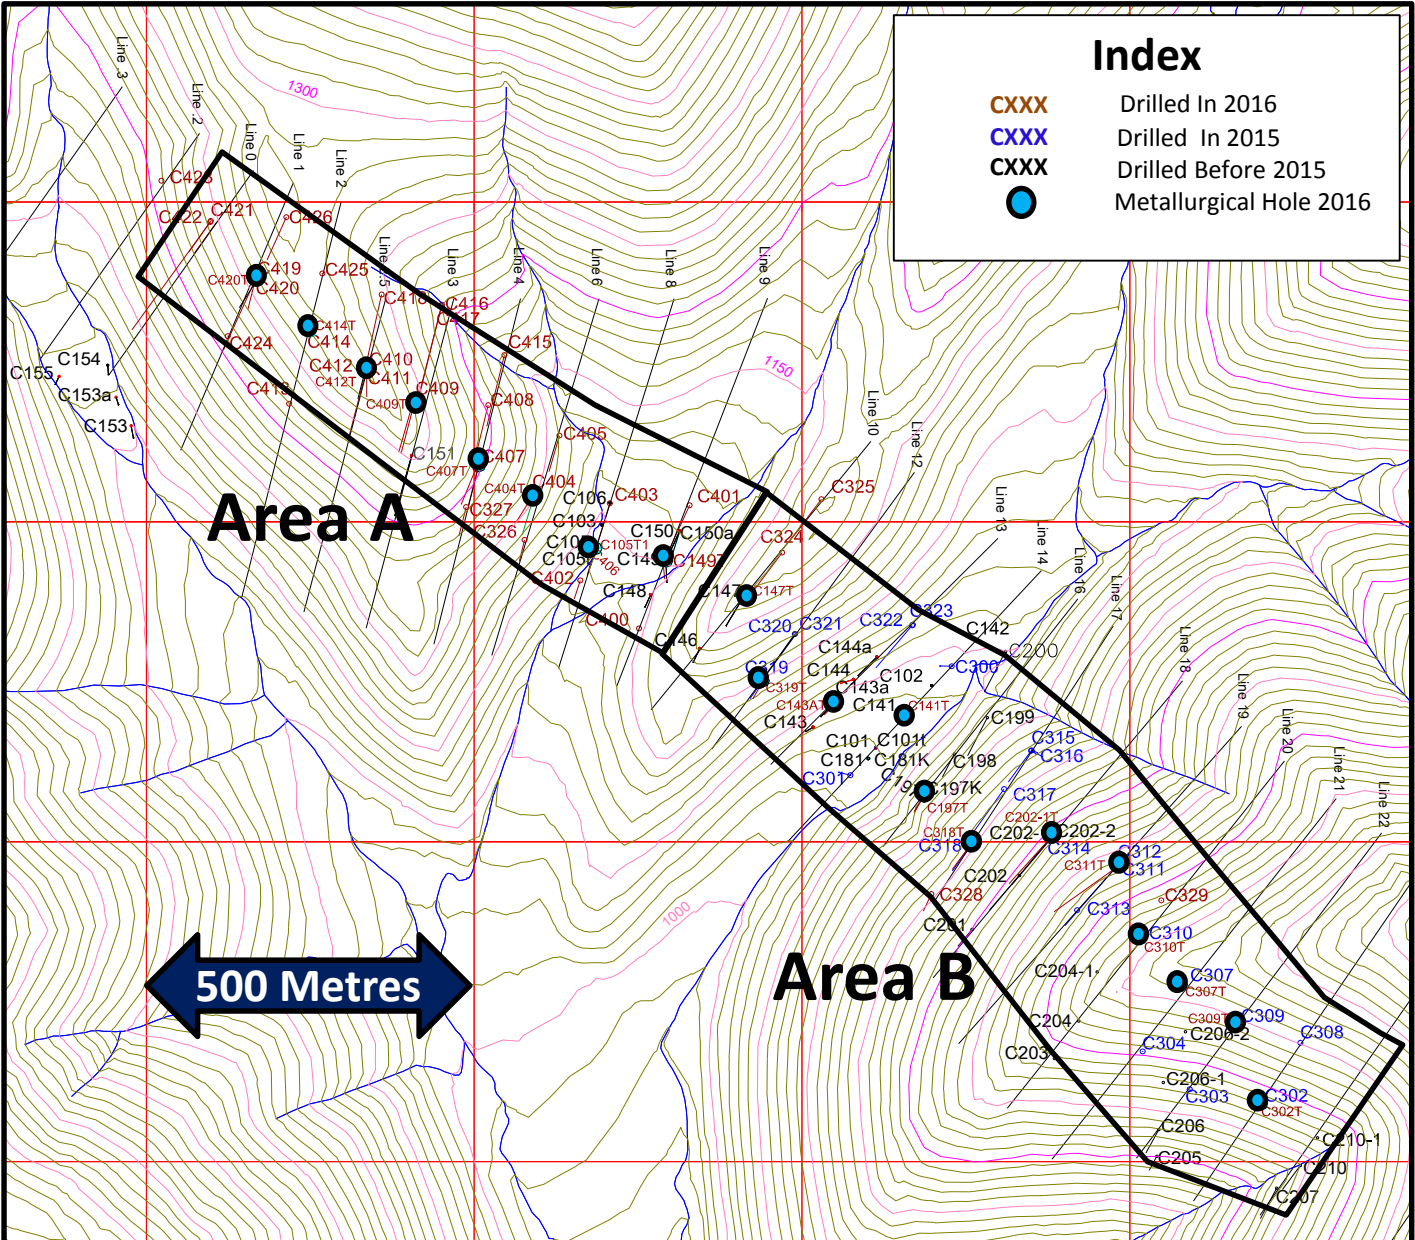 Index
CXXX Drilled In 2016
CXXX Drilled In 2015
CXXX Drilled Before 2015
Metallurgical Hole 2016
Line .3
Line .2
Line 0
Line 1
Line 2
Line 3
Line 4
Line 6
Line 8
Line 9
Line 10
Line 12
Line 13
Line 14
Line 16
Line 17
Line 18
Line 19
Line 20
Line 21
Line 22
1300
1150
1000
C423
C422
C421
C426
C419
C420T
C420
C425
C418
C416
C417
C414T
C414
C424
C415
C412
C410
C412T
C411
C409
C409T
C413
C408
C154
C155
C153a
C153
C151
C407
C407T
C405
C404
C404T
C327
C326
C106
C403
C401
C103
C105T1
C105
C406
C402
C150
C150a
C149T
C148
C400
C146
C325
C324
C147
C147T
C320
C321
C322
C323
C142
C200
C144a
C144
C300
C102
C319
C319T
C143a
C143AT
C143
C141
C141T
C199
C101
C101t
C181
C181K
C301
C315
C316
C198
C197K
C197T
C317
C202-1T
C318T
C318
C202-2
C314
C202
C312
C311T
C311
C328
C201
C313
C329
C310
C310T
C204-1
C307
C307T
C204
C309T
C309
C206-2
C308
C203
C304
C206-1
C303
C302
C302T
C206
C205
C210-1
C210
C207
Area A
Area B
500 Metres